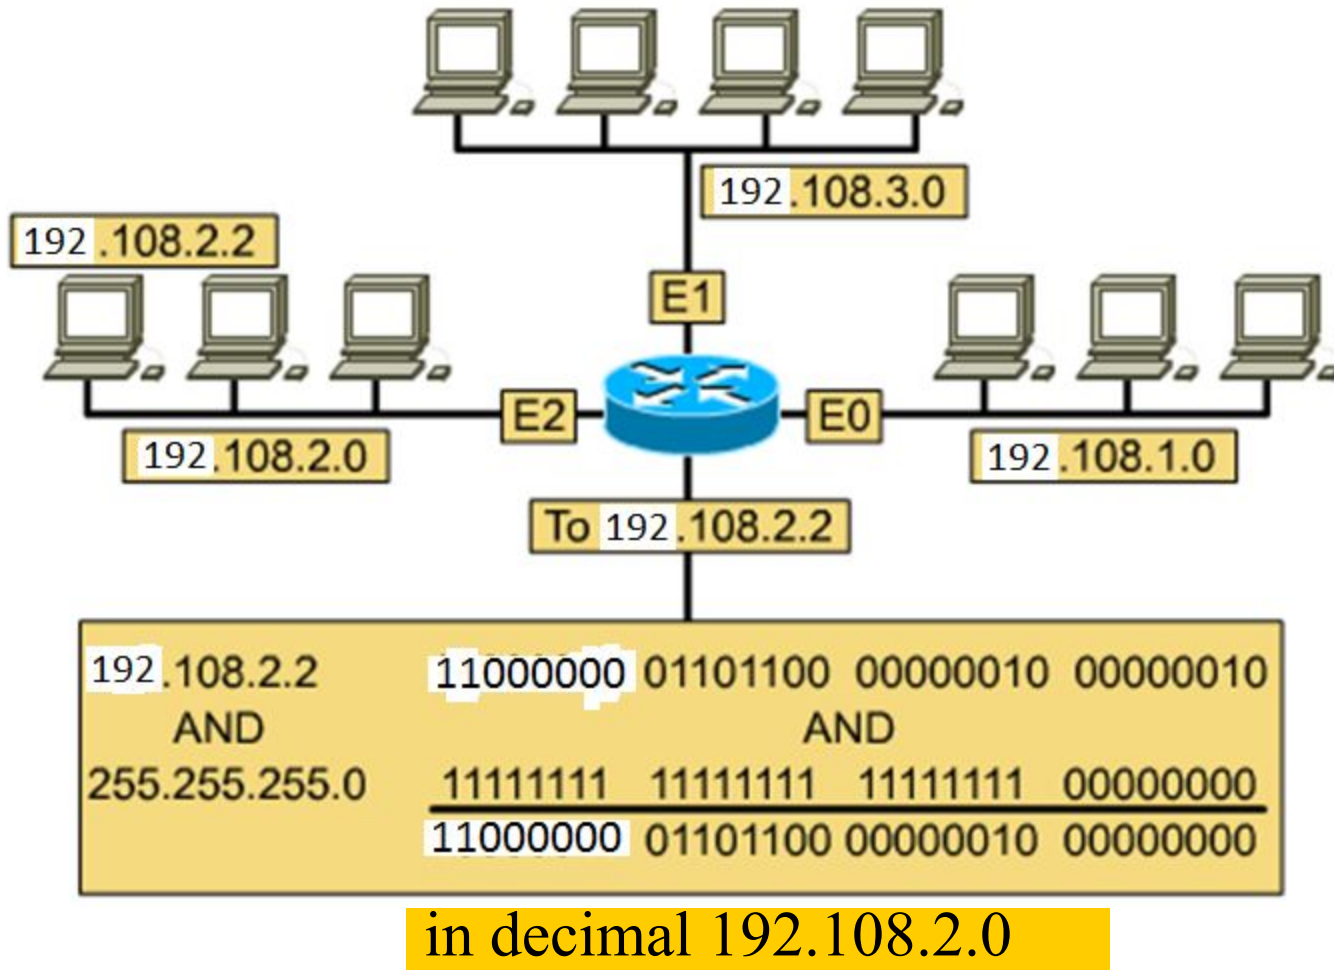 192.108.3.0
192.108.2.2
E1
E2
E0
192.108.2.0
192.108.1.0
To 192.108.2.2
192.108.2.2 11000000 01101100 00000010 00000010
AND AND
255.255.255.0 11111111 11111111 11111111 00000000
11000000 01101100 00000010 00000000
in decimal 192.108.2.0